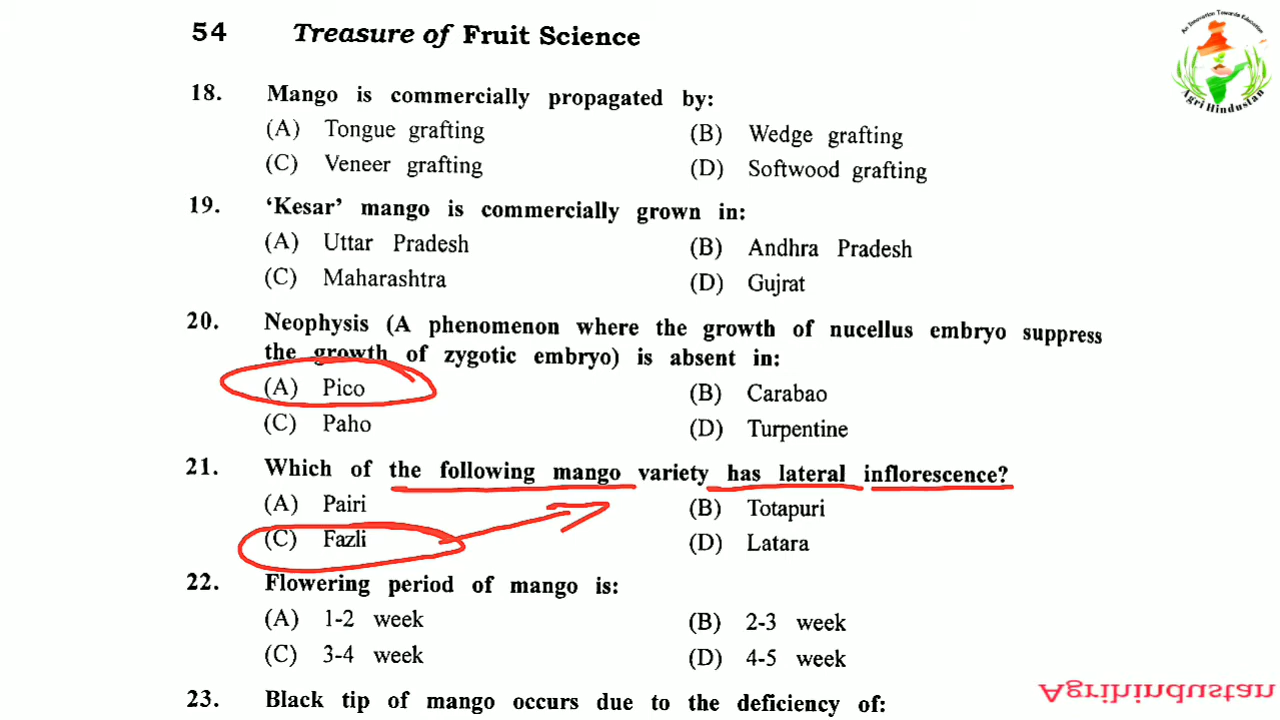 54 Treasure of Fruit Science
An Innovation Towards Education
Agri Hindustan
18. Mango is commercially propagated by:
(A) Tongue grafting (B) Wedge grafting
(C) Veneer grafting (D) Softwood grafting
19. ‘Kesar’ mango is commercially grown in:
(A) Uttar Pradesh (B) Andhra Pradesh
(C) Maharashtra (D) Gujrat
20. Neophysis (A phenomenon where the growth of nucellus embryo suppress
the growth of zygotic embryo) is absent in:
(A) Pico (B) Carabao
(C) Paho (D) Turpentine
21. Which of the following mango variety has lateral inflorescence?
(A) Pairi (B) Totapuri
(C) Fazli (D) Latara
22. Flowering period of mango is:
(A) 1-2 week (B) 2-3 week
(C) 3-4 week (D) 4-5 week
23. Black tip of mango occurs due to the deficiency of:
Agrihindustan